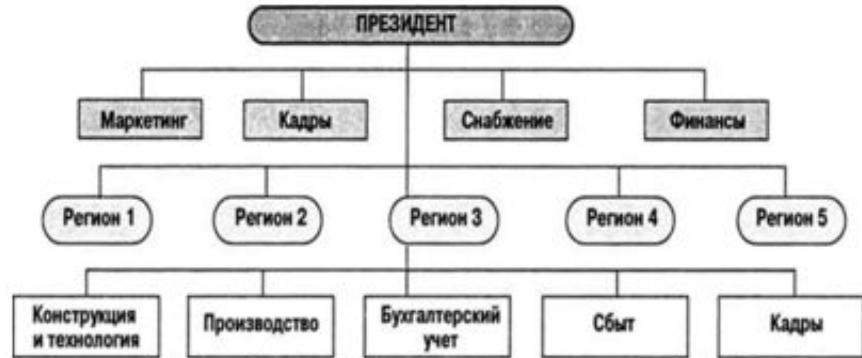 ПРЕЗИДЕНТ
Маркетинг
Кадры
Снабжение
Финансы
Регион 1
Регион 2
Регион 3
Регион 4
Регион 5
Конструкция
и технология
Производство
Бухгалтерский
учет
Сбыт
Кадры